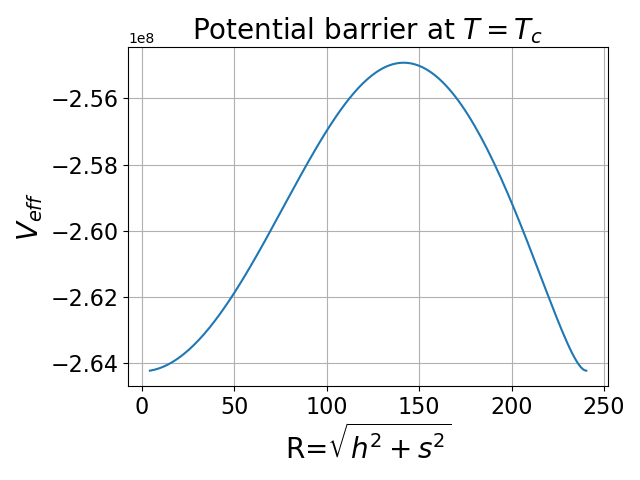 Potential barrier at $T = T_c$
1e8
−2.56
−2.58
−2.60
−2.62
−2.64
$V_{eff}$
0 50 100 150 200 250
R=$\sqrt{h^2 + s^2}$